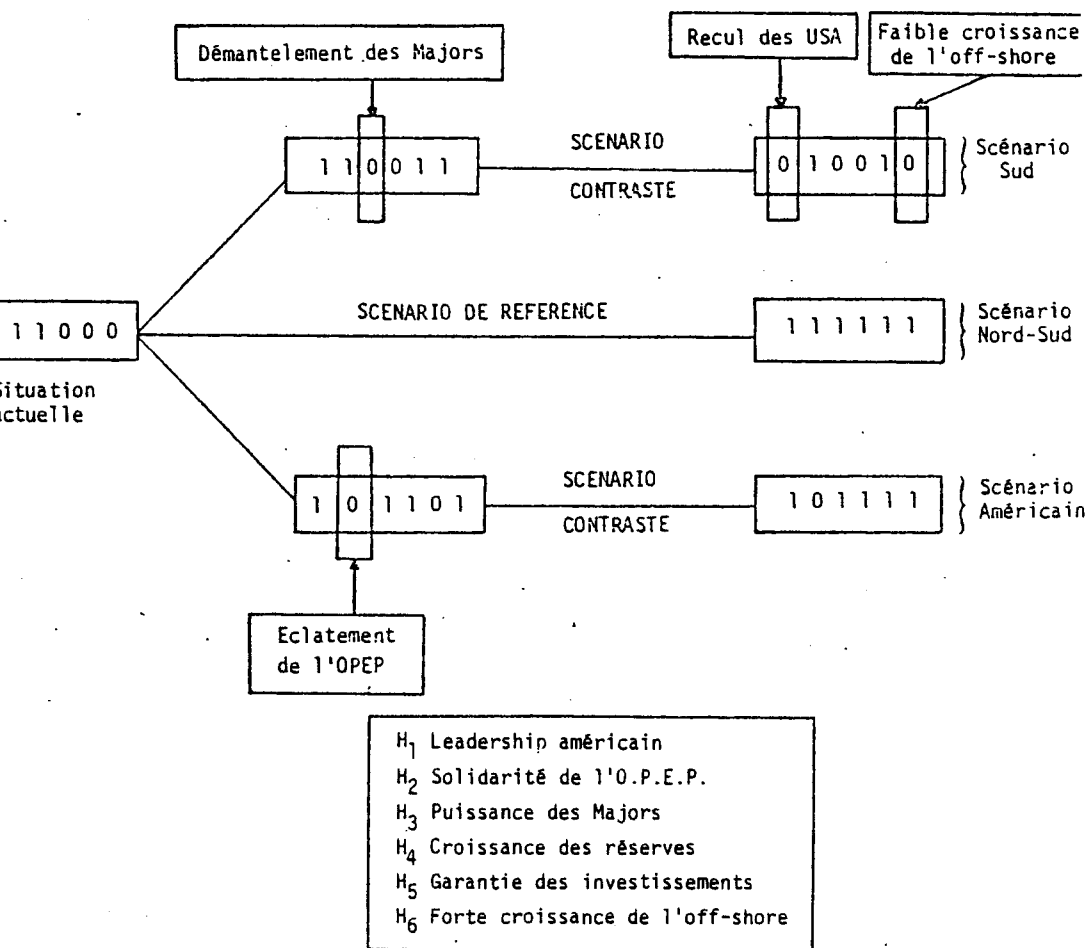 Démantelement des Majors
Recul des USA
Faible croissance
de l'off-shore
1 1 0 0 1 1
SCENARIO
CONTRASTE
0 1 0 0 1 0
Scénario
Sud
1 1 0 0 0
Situation
actuelle
SCENARIO DE REFERENCE
1 1 1 1 1 1
Scénario
Nord-Sud
1 0 1 1 0 1
SCENARIO
CONTRASTE
1 0 1 1 1 1
Scénario
Américain
Eclatement
de l'OPEP
H1 Leadership américain
H2 Solidarité de l'O.P.E.P.
H3 Puissance des Majors
H4 Croissance des réserves
H5 Garantie des investissements
H6 Forte croissance de l'off-shore